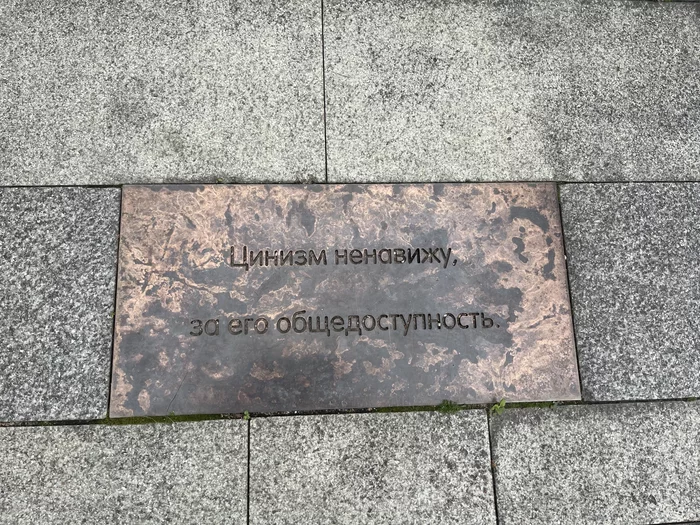 Цинизм ненавижу,
за его общедоступность.